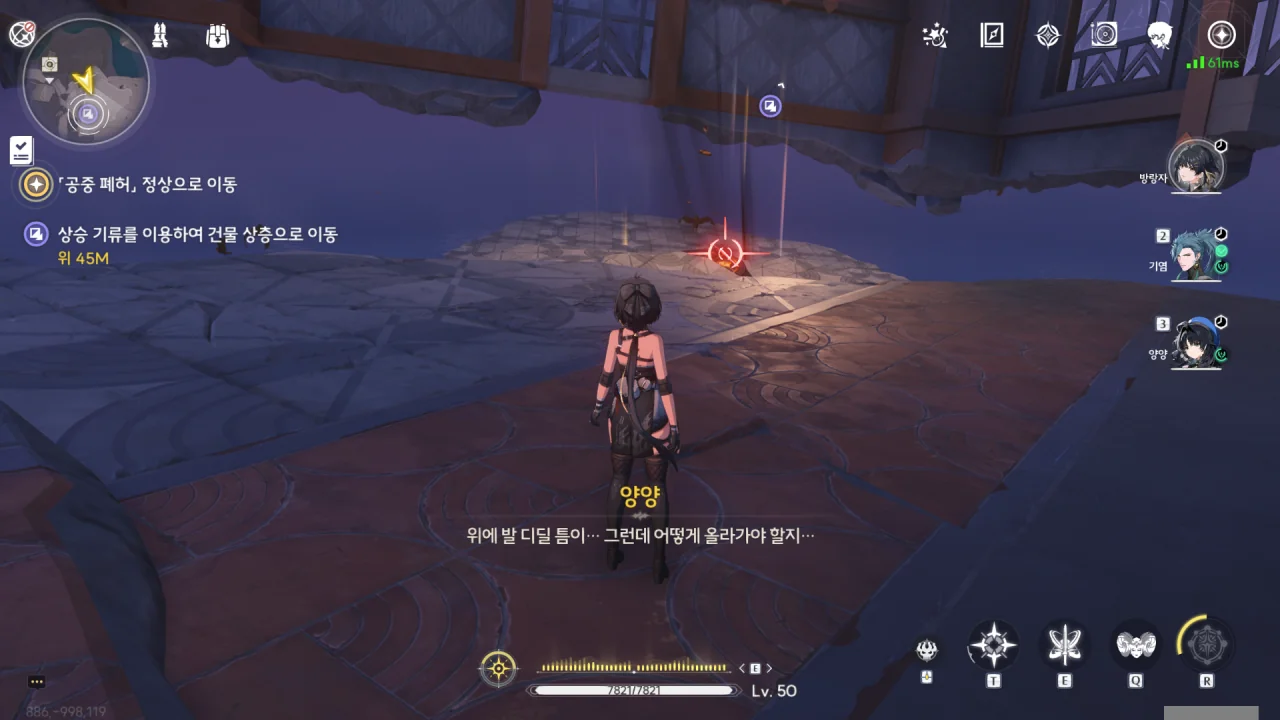 61ms
「공중 폐허」 정상으로 이동
상승 기류를 이용하여 건물 상층으로 이동
위 45M
방랑자
2
기염
3
양양
양양
위에 발 디딜 틈이… 그런데 어떻게 올라가야 할지…
E
7821/7821
Lv. 50
T
E
Q
R
886,-998,119